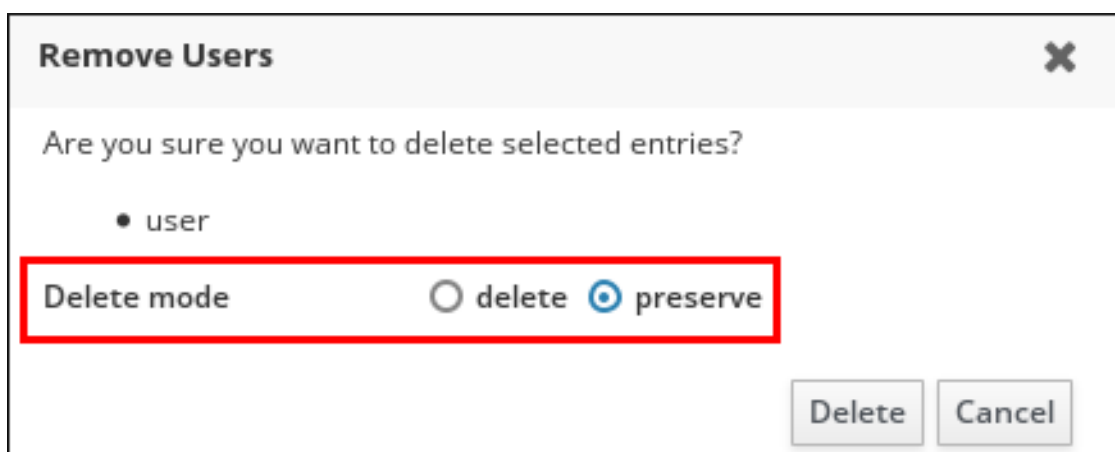 Remove Users
Are you sure you want to delete selected entries?
• user
Delete mode delete preserve
Delete Cancel